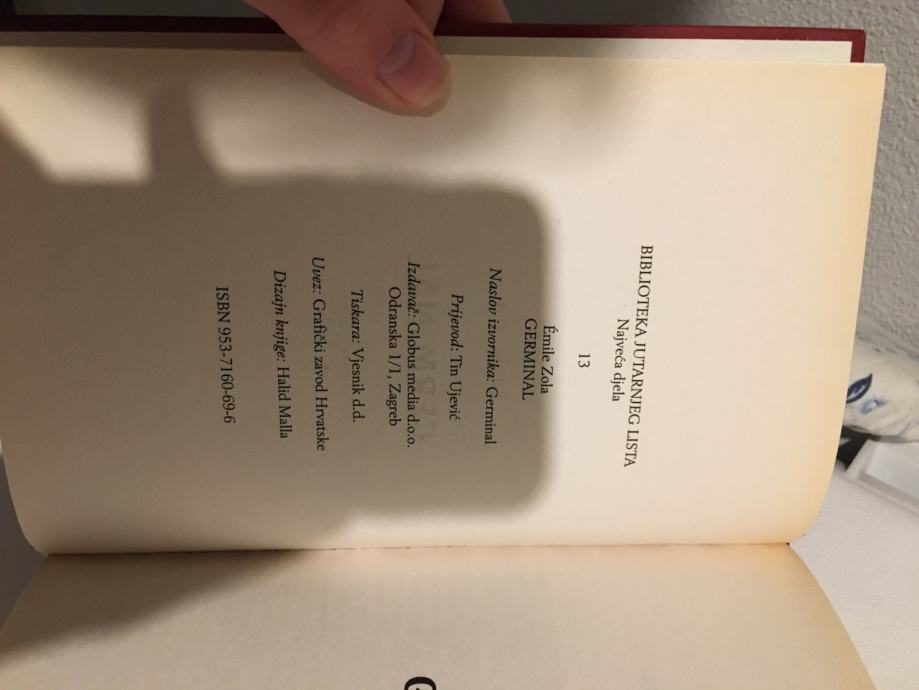 BIBLIOTEKA JUTARNJEG LISTA
Najveća djela
13
Émile Zola
GERMINAL
Naslov izvornika: Germinal
Prijevod: Tin Ujević
Izdavač: Globus media d.o.o.
Odranska 1/1, Zagreb
Tiskara: Vjesnik d.d.
Uvez: Grafički zavod Hrvatske
Dizajn knjige: Halid Malla
ISBN 953-7160-69-6